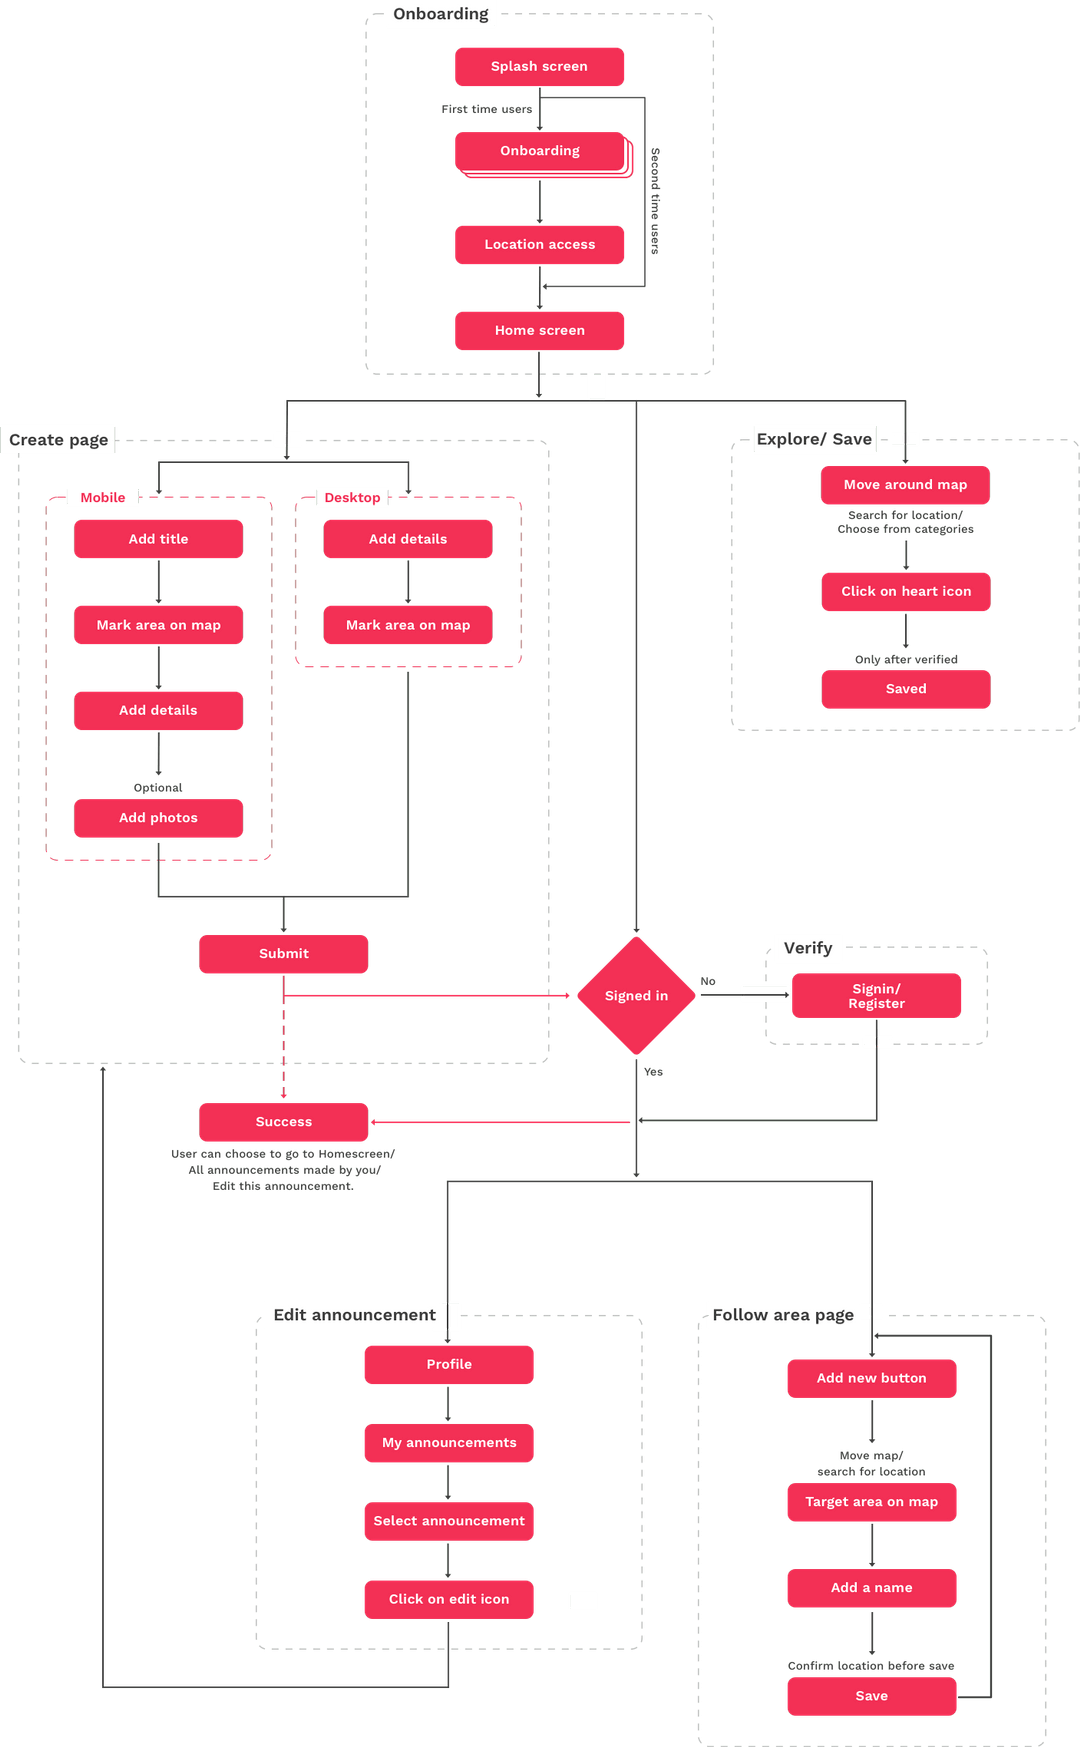 Onboarding
Splash screen
First time users
Onboarding
Second time users
Location access
Home screen
Create page
Mobile
Add title
Mark area on map
Add details
Optional
Add photos
Desktop
Add details
Mark area on map
Submit
Explore/ Save
Move around map
Search for location/
Choose from categories
Click on heart icon
Only after verified
Saved
Signed in
No
Verify
Signin/
Register
Yes
Success
User can choose to go to Homescreen/
All announcements made by you/
Edit this announcement.
Edit announcement
Profile
My announcements
Select announcement
Click on edit icon
Follow area page
Add new button
Move map/
search for location
Target area on map
Add a name
Confirm location before save
Save